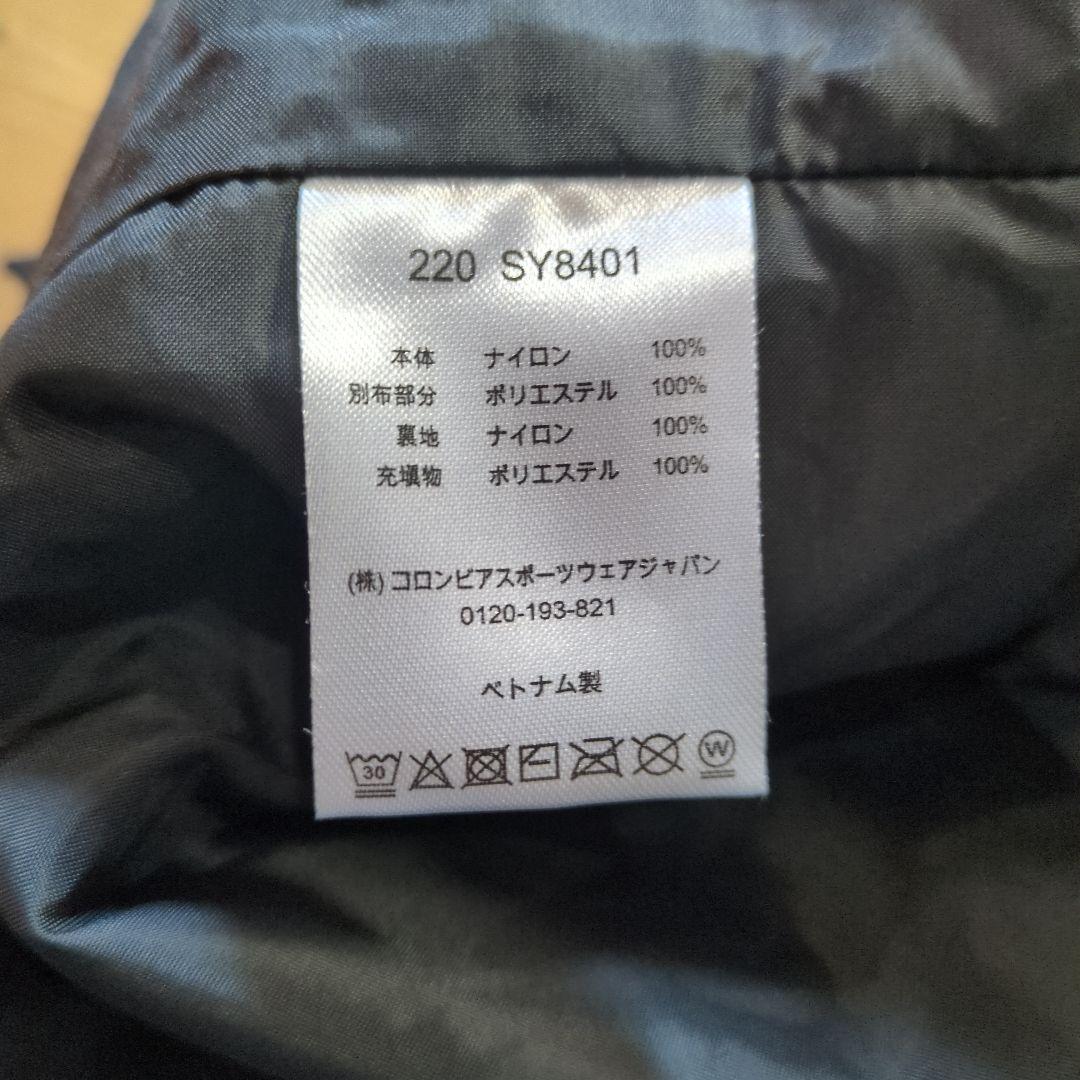 220 SY8401
本体 ナイロン 100%
別布部分 ポリエステル 100%
裏地 ナイロン 100%
充填物 ポリエステル 100%
(株) コロンビアスポーツウェアジャパン
0120-193-821
ベトナム製
30 W